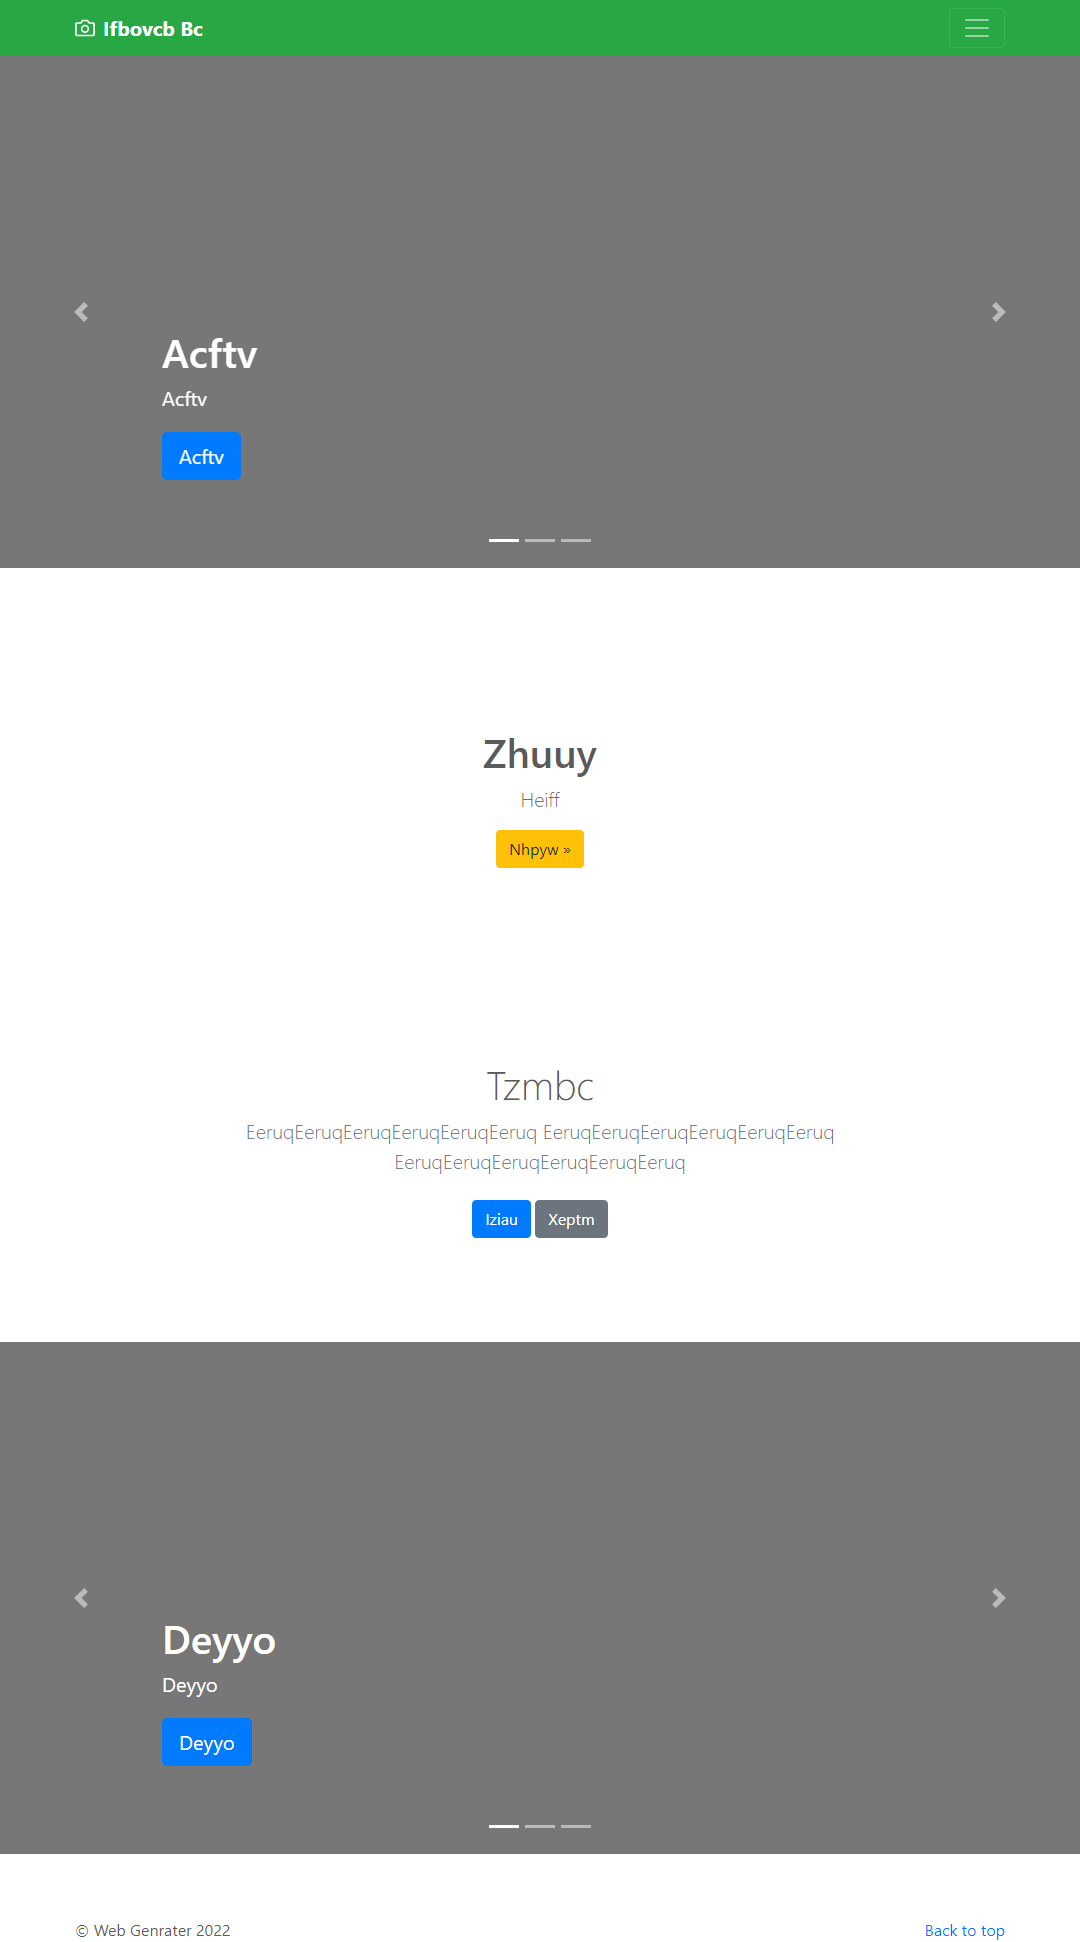 Ifbovcb Bc
Acftv
Acftv
Acftv
Zhuuy
Heiff
Nhpyw »
Tzmbc
EeruqEeruqEeruqEeruqEeruqEeruq EeruqEeruqEeruqEeruqEeruqEeruq
EeruqEeruqEeruqEeruqEeruqEeruq
Iziau Xeptm
Deyyo
Deyyo
Deyyo
© Web Genrater 2022 Back to top